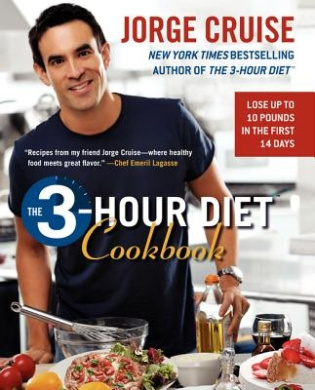 JORGE CRUISE
NEW YORK TIMES BESTSELLING
AUTHOR OF THE 3-HOUR DIET™
LOSE UP TO
10 POUNDS
IN THE FIRST
14 DAYS
"Recipes from my friend Jorge Cruise—where healthy
food meets great flavor." —Chef Emeril Lagasse
THE 3-HOUR DIET™
Cookbook